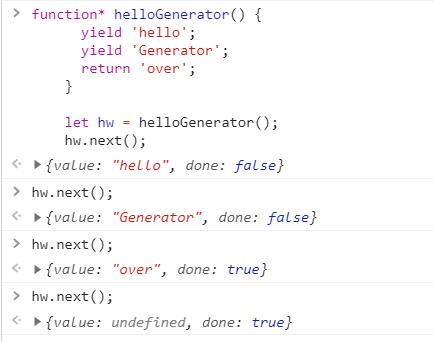 > function* helloGenerator() {
yield 'hello';
yield 'Generator';
return 'over';
}
let hw = helloGenerator();
hw.next();
<· ▶{value: "hello", done: false}
> hw.next();
<· ▶{value: "Generator", done: false}
> hw.next();
<· ▶{value: "over", done: true}
> hw.next();
<· ▶{value: undefined, done: true}